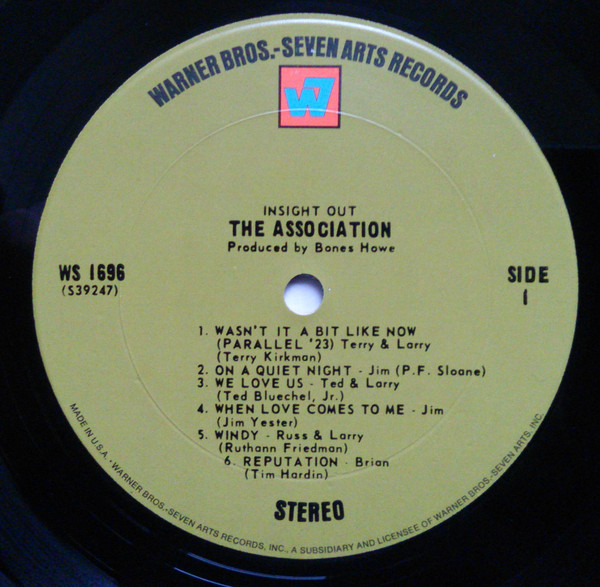 WARNER BROS.-SEVEN ARTS RECORDS
W7
INSIGHT OUT
THE ASSOCIATION
Produced by Bones Howe
WS 1696
(S39247)
SIDE
1
1. WASN'T IT A BIT LIKE NOW
(PARALLEL '23) Terry & Larry
(Terry Kirkman)
2. ON A QUIET NIGHT - Jim (P.F. Sloane)
3. WE LOVE US - Ted & Larry
(Ted Bluechel, Jr.)
4. WHEN LOVE COMES TO ME - Jim
(Jim Yester)
5. WINDY - Russ & Larry
(Ruthann Friedman)
6. REPUTATION - Brian
(Tim Hardin)
STEREO
MADE IN U.S.A. • WARNER BROS.-SEVEN ARTS RECORDS, INC., A SUBSIDIARY AND LICENSEE OF WARNER BROS.-SEVEN ARTS, INC.